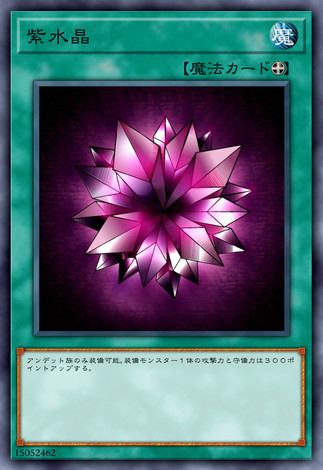 紫水晶
魔
【魔法カード】
アンデット族のみ装備可能。装備モンスター1体の攻撃力と守備力は300ポ
イントアップする。
15052462